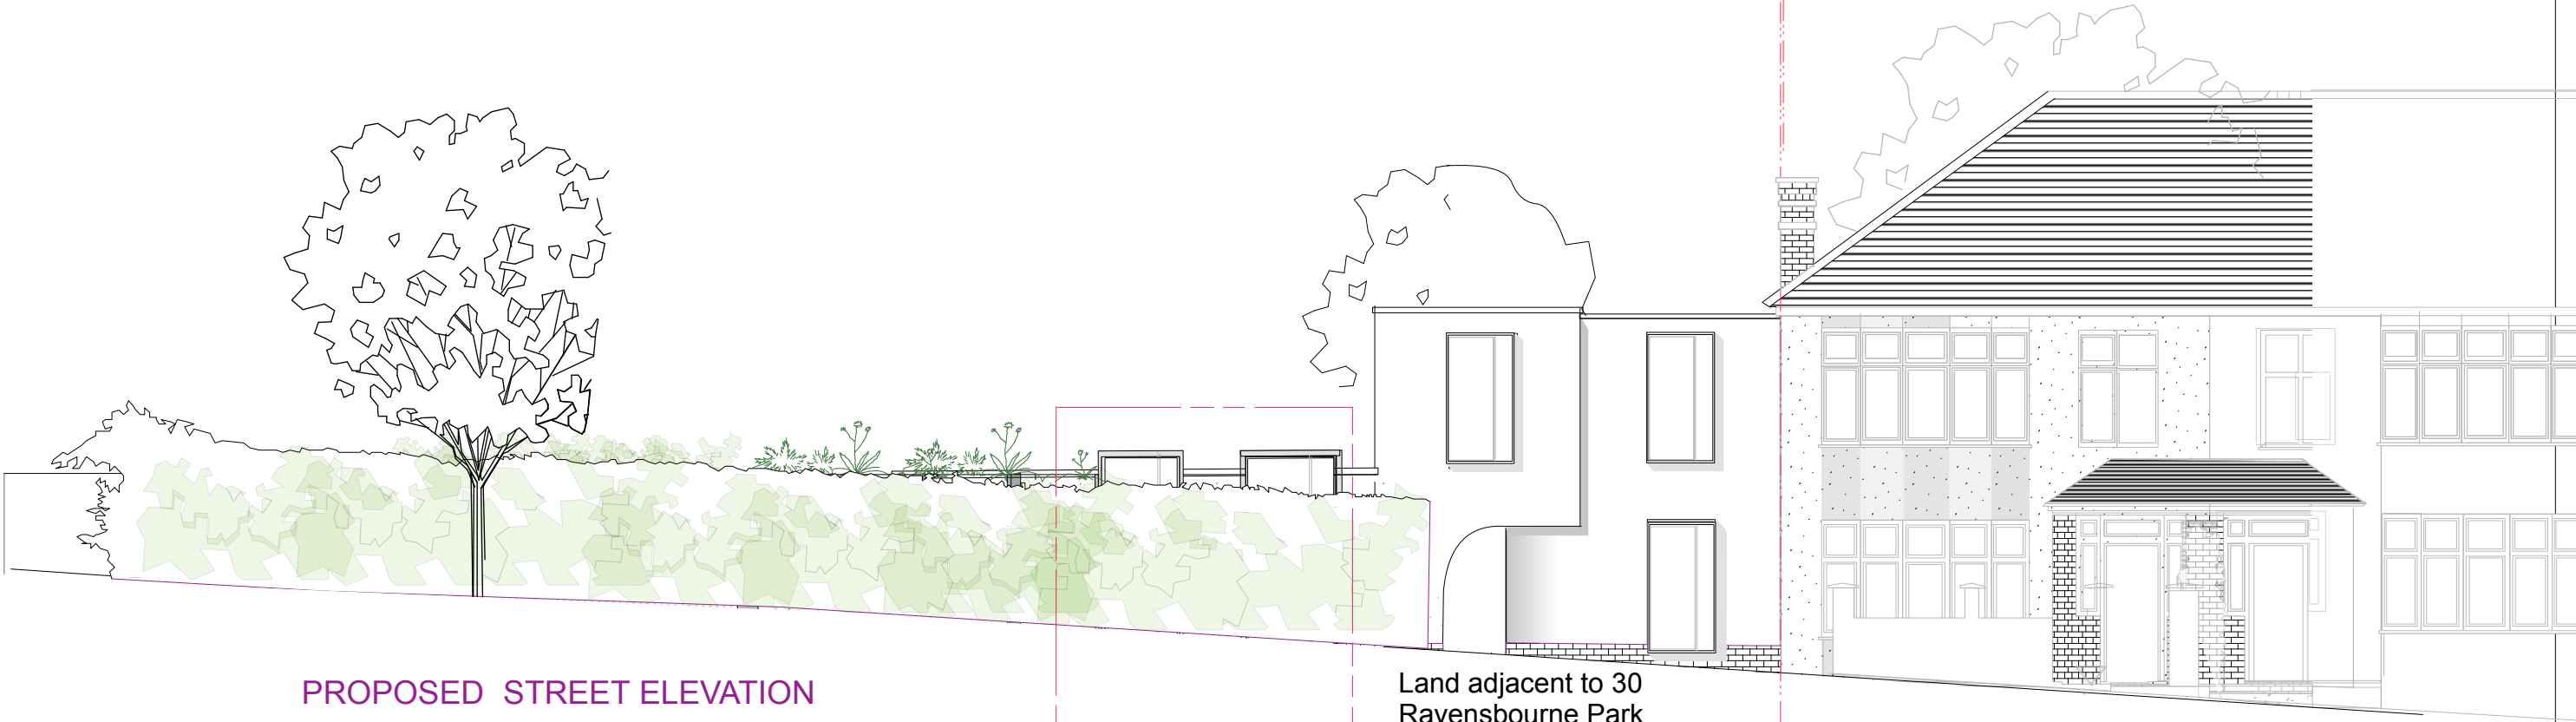 PROPOSED STREET ELEVATION
Land adjacent to 30
Ravensbourne Park